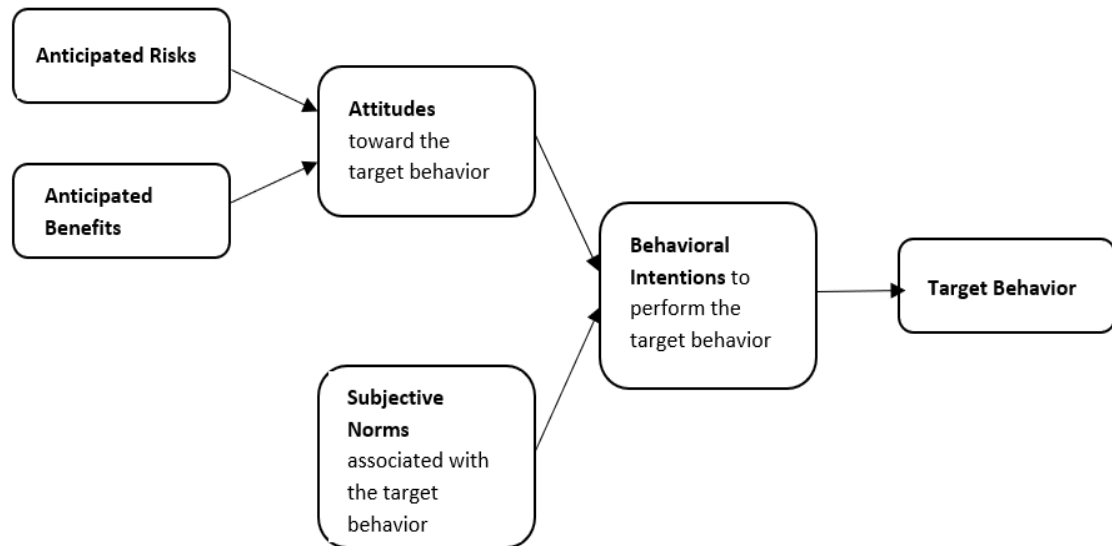 Anticipated Risks
Anticipated
Benefits
Attitudes
toward the
target behavior
Subjective
Norms
associated with
the target
behavior
Behavioral
Intentions to
perform the
target behavior
Target Behavior